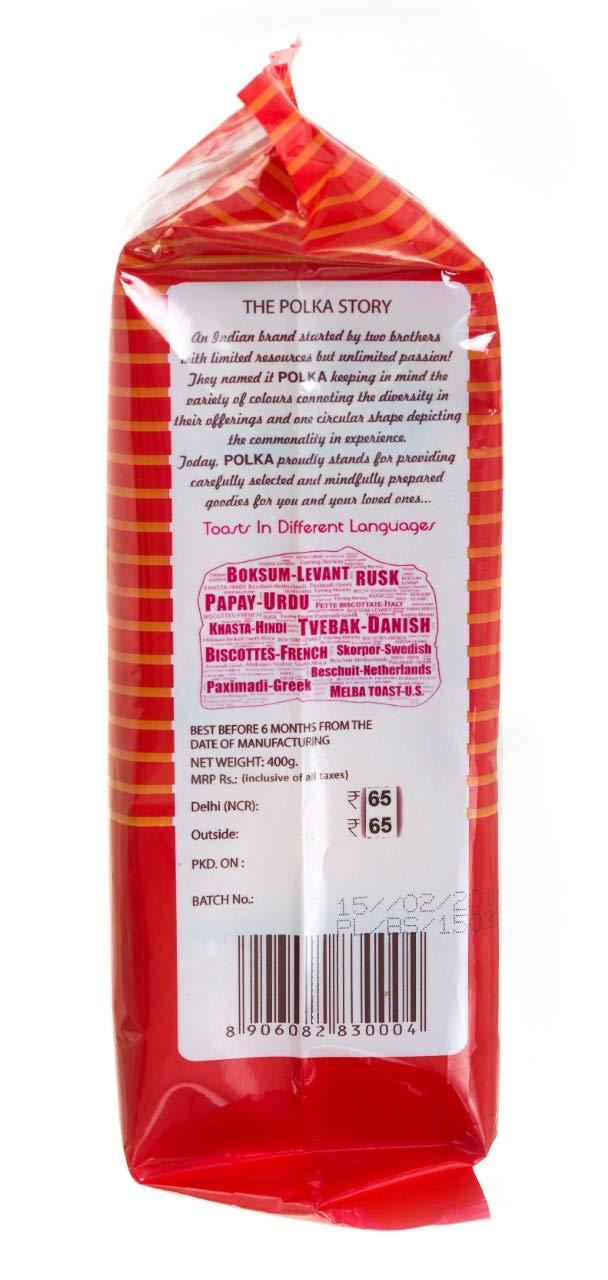 THE POLKA STORY
An Indian brand started by two brothers
with limited resources but unlimited passion!
They named it POLKA keeping in mind the
variety of colours connoting the diversity in
their offerings and one circular shape depicting
the commonality in experience.
Today, POLKA proudly stands for providing
carefully selected and mindfully prepared
goodies for you and your loved ones...
Toasts In Different Languages
BOKSUM-LEVANT RUSK
PAPAY-URDU FETTE BISCOTTATE-ITALY
KHASTA-HINDI TVEBAK-DANISH
BISCOTTES-FRENCH Skorpor-Swedish
Beschuit-Netherlands
Paximadi-Greek MELBA TOAST-U.S.
BEST BEFORE 6 MONTHS FROM THE
DATE OF MANUFACTURING
NET WEIGHT: 400g.
MRP Rs.: (inclusive of all taxes)
Delhi (NCR): ₹ 65
Outside: ₹ 65
PKD. ON :
BATCH No.:
15//02/
PL/BS/
8 906082 830004